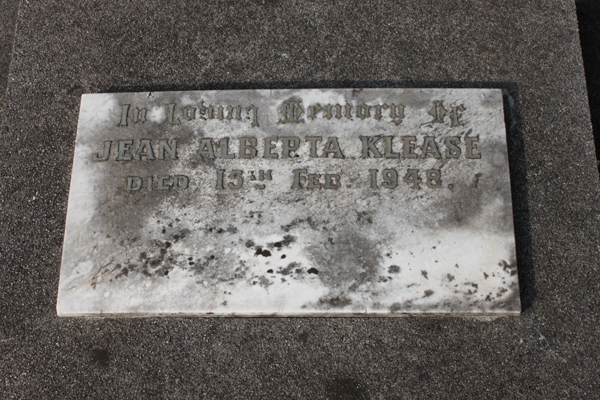 In Loving Memory of
JEAN ALBERTA KLEASE
DIED 13TH FEB. 1948.